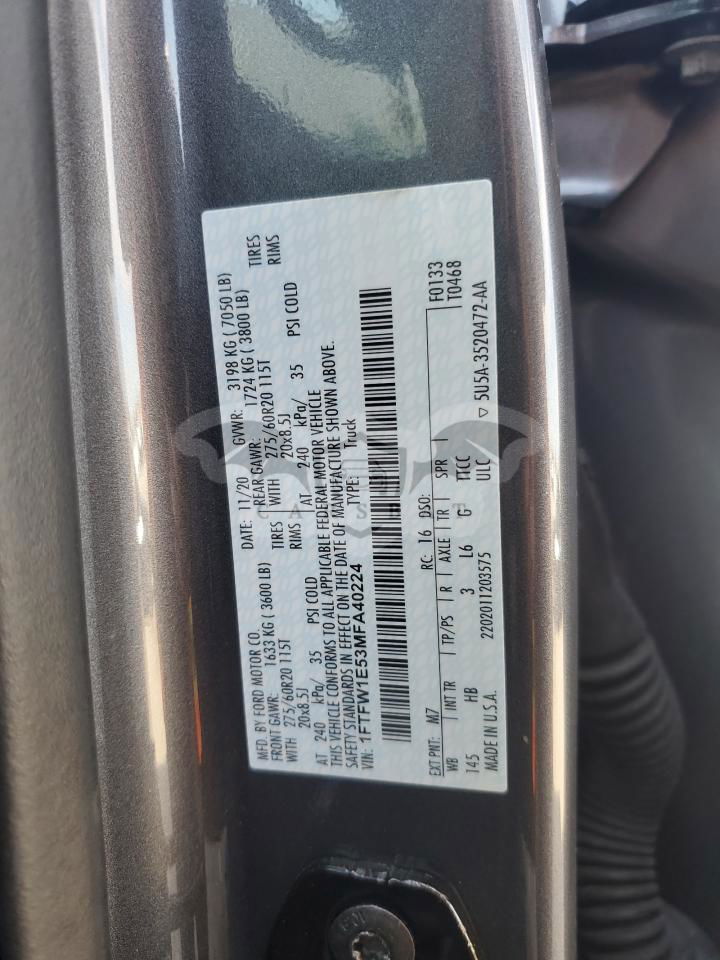 MFD. BY FORD MOTOR CO.
DATE: 11/20 GVWR: 3198 KG ( 7050 LB)
FRONT GAWR: 1633 KG ( 3600 LB) REAR GAWR: 1724 KG ( 3800 LB)
WITH 275/60R20 115T TIRES WITH 275/60R20 115T TIRES
20x8.5J RIMS 20x8.5J RIMS
AT 240 kPa/ 35 PSI COLD AT 240 kPa/ 35 PSI COLD
THIS VEHICLE CONFORMS TO ALL APPLICABLE FEDERAL MOTOR VEHICLE
SAFETY STANDARDS IN EFFECT ON THE DATE OF MANUFACTURE SHOWN ABOVE.
VIN: 1FTFW1E53MFA40224 TYPE: Truck
F0133
T0468
EXT PNT: M7 RC: 16 DSO:
WB INT TR TP/PS R AXLE TR SPR
145 HB 3 L6 G TTCC
MADE IN U.S.A. 2202011203575 ULC 5U5A-3520472-AA